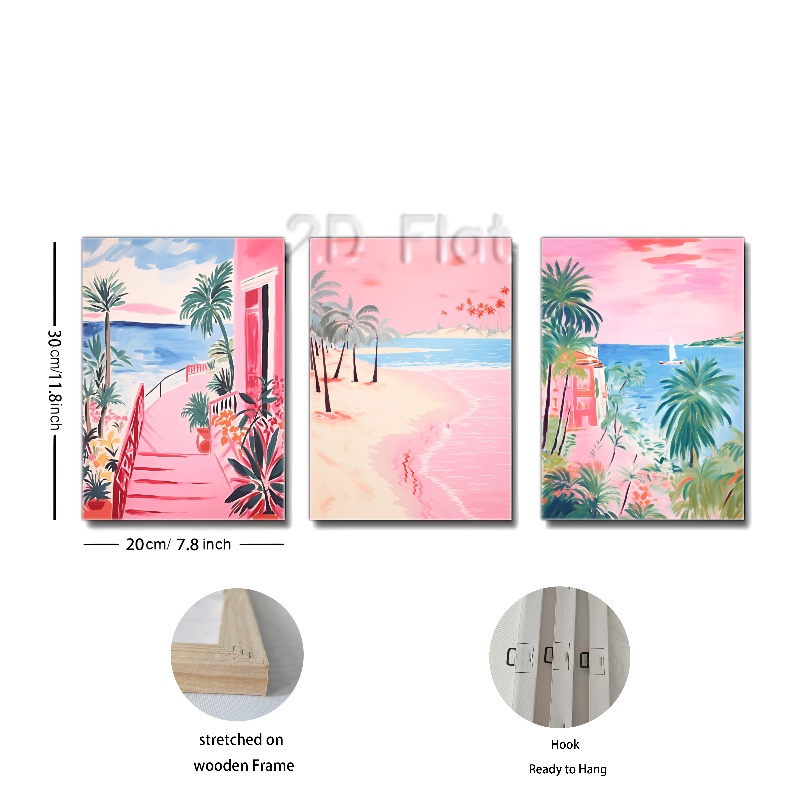 2D Flat
30cm/11.8inch
20cm/ 7.8 inch
stretched on
wooden Frame
Hook
Ready to Hang